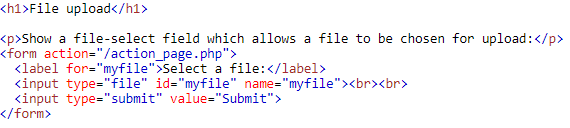 <h1>File upload</h1>

<p>Show a file-select field which allows a file to be chosen for upload:</p>
<form action="/action_page.php">
  <label for="myfile">Select a file:</label>
  <input type="file" id="myfile" name="myfile"><br><br>
  <input type="submit" value="Submit">
</form>